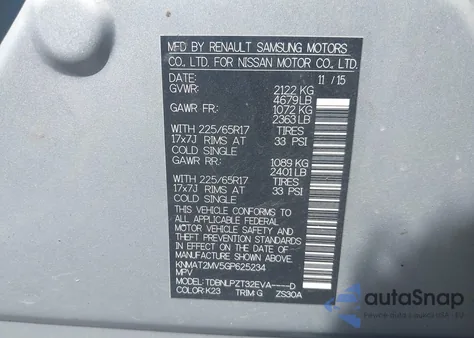 MFD BY RENAULT SAMSUNG MOTORS
CO., LTD. FOR NISSAN MOTOR CO., LTD.
DATE: 11 / 15
GVWR: 2122 KG
4679LB
GAWR FR: 1072 KG
2363LB
WITH 225/65R17 TIRES
17x7J RIMS AT 33 PSI
COLD SINGLE
GAWR RR: 1089 KG
2401LB
WITH 225/65R17 TIRES
17x7J RIMS AT 33 PSI
COLD SINGLE
THIS VEHICLE CONFORMS TO
ALL APPLICABLE FEDERAL
MOTOR VEHICLE SAFETY AND
THEFT PREVENTION STANDARDS
IN EFFECT ON THE DATE OF
MANUFACTURE SHOWN ABOVE.
KNMAT2MV5GP625234
MPV
MODEL: TDBNLPZT32EVA----D
COLOR: K23 TRIM: G ZS30A
autoSnap